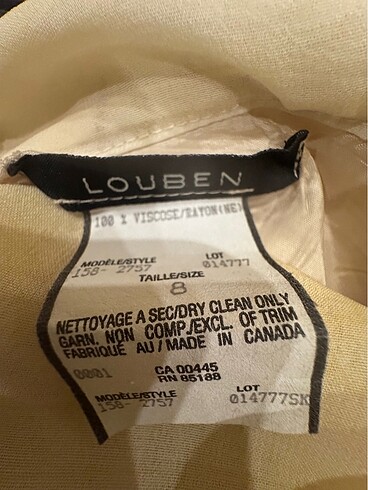 LOUBEN
100 % VISCOSE/RAYON(NE)
MODÈLE/STYLE LOT
158- 2757 014777
TAILLE/SIZE
8
NETTOYAGE A SEC/DRY CLEAN ONLY
GARN. NON COMP./EXCL. OF TRIM
FABRIQUÉ AU/MADE IN CANADA
0001 CA 00445
RN 85188
MODÈLE/STYLE LOT
158- 2757 014777SK